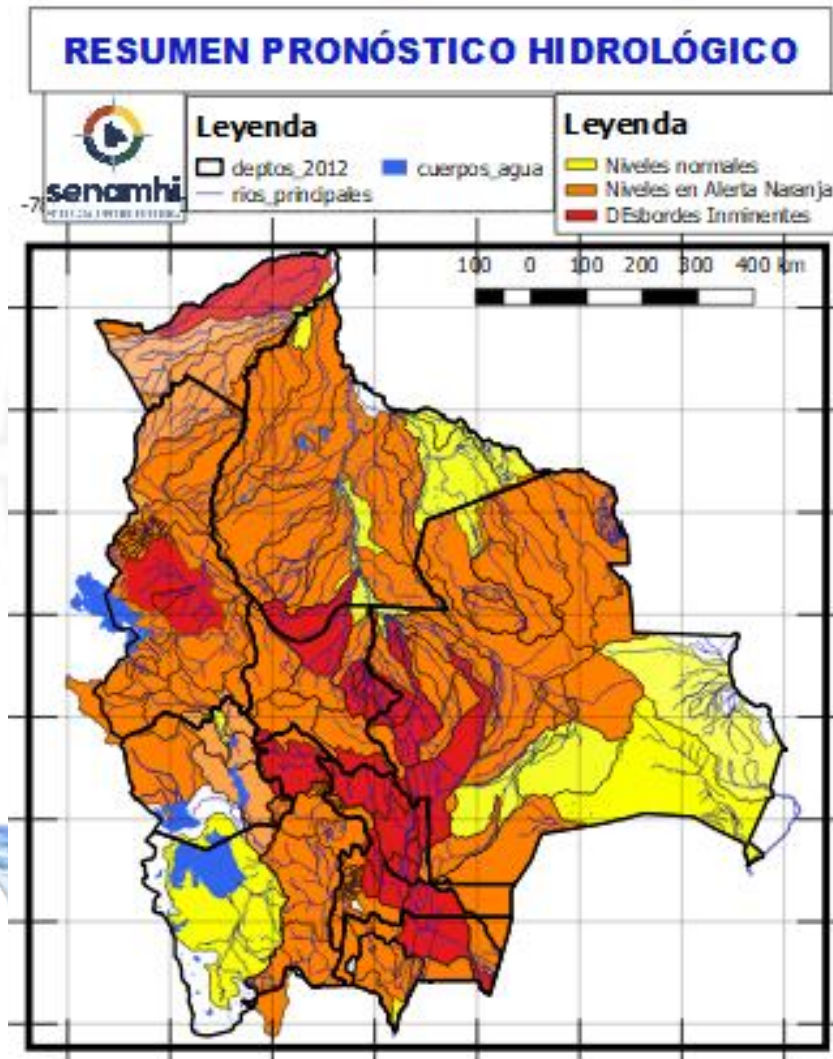 RESUMEN PRONÓSTICO HIDROLÓGICO
senamhi
Leyenda
deptos_2012
cuerpos_agua
rios_principales
Leyenda
Niveles normales
Niveles en Alerta Naranja
DEsbordes Inminentes
100 0 100 200 300 400 km